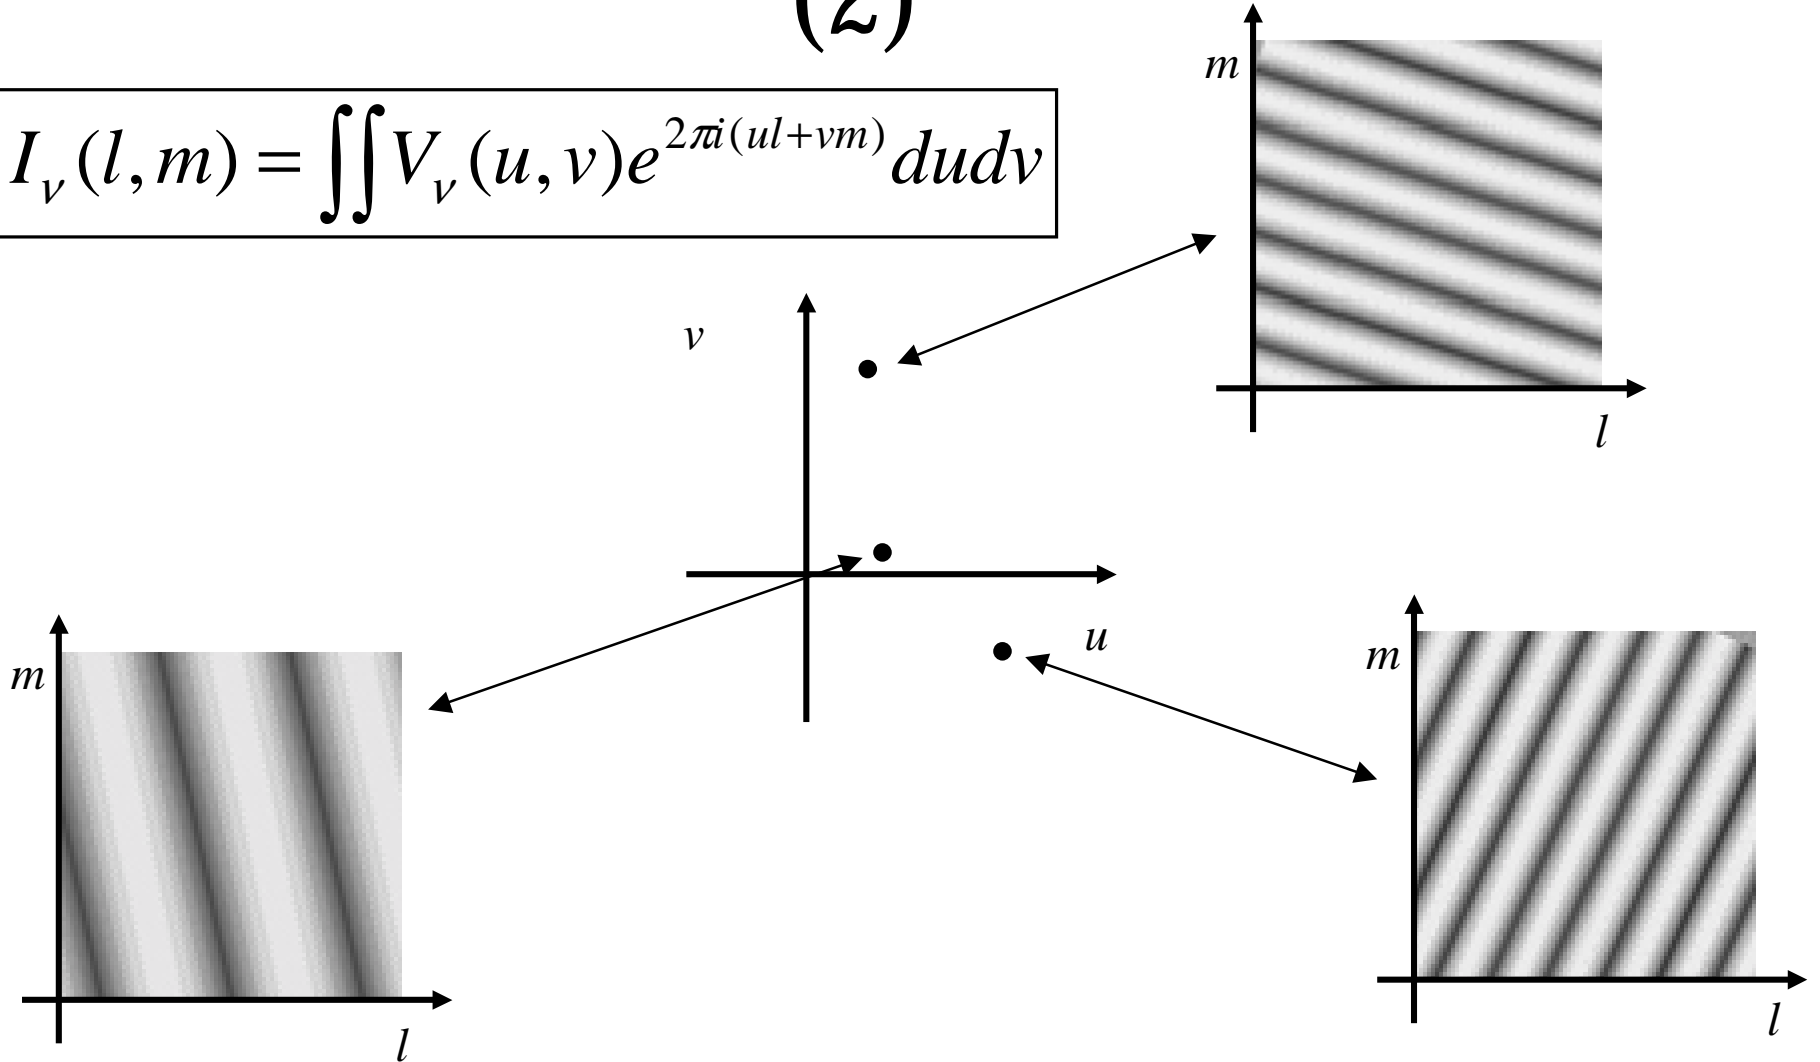 (2)
m
I_ν(l,m) = ∬V_ν(u,v)e^{2πi(ul+vm)}dudv
v
l
u
m
m
l
l